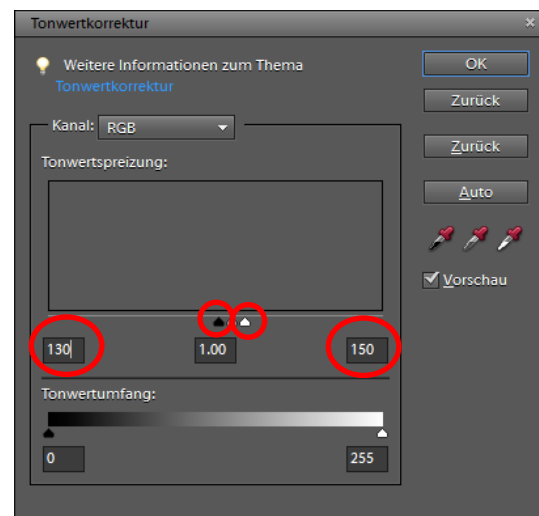 Tonwertkorrektur
Weitere Informationen zum Thema
Tonwertkorrektur
OK
Zurück
Zurück
Auto
Vorschau
Kanal: RGB
Tonwertspreizung:
130 1.00 150
Tonwertumfang:
0 255